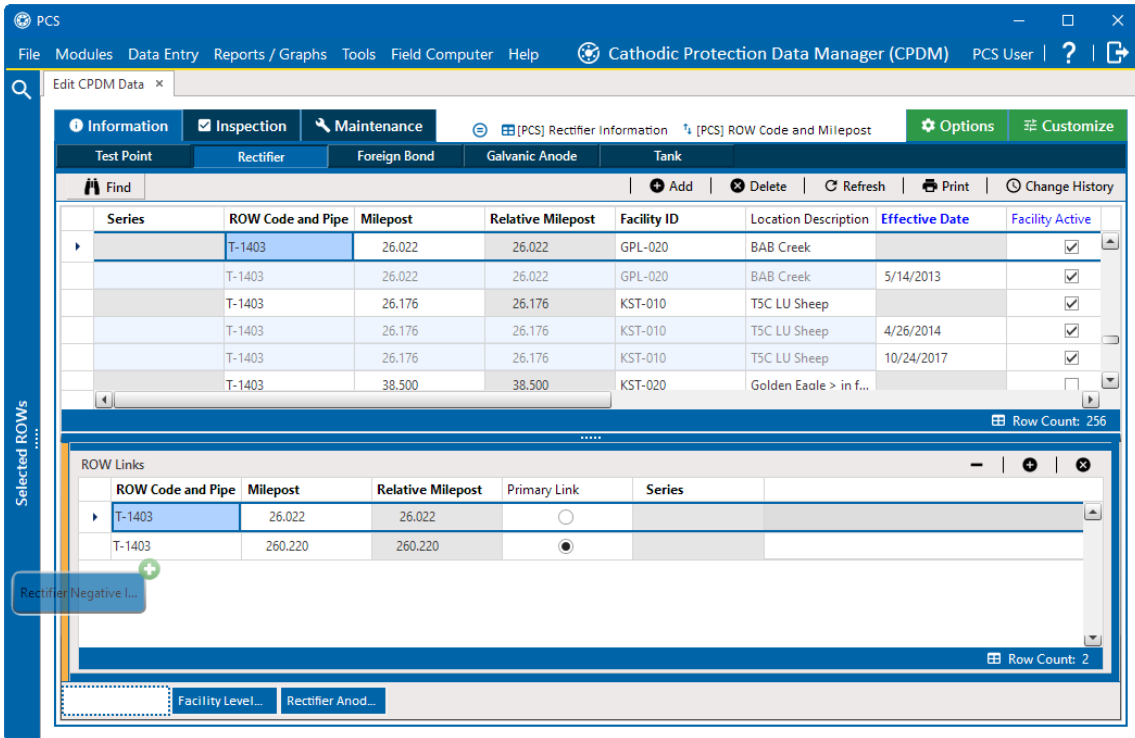 PCS
File Modules Data Entry Reports / Graphs Tools Field Computer Help Cathodic Protection Data Manager (CPDM) PCS User ?
Edit CPDM Data ×
Information Inspection Maintenance [PCS] Rectifier Information [PCS] ROW Code and Milepost Options Customize
Test Point Rectifier Foreign Bond Galvanic Anode Tank
Find Add Delete Refresh Print Change History
Series ROW Code and Pipe Milepost Relative Milepost Facility ID Location Description Effective Date Facility Active
T-1403 26.022 26.022 GPL-020 BAB Creek
T-1403 26.022 26.022 GPL-020 BAB Creek 5/14/2013
T-1403 26.176 26.176 KST-010 T5C LU Sheep
T-1403 26.176 26.176 KST-010 T5C LU Sheep 4/26/2014
T-1403 26.176 26.176 KST-010 T5C LU Sheep 10/24/2017
T-1403 38.500 38.500 KST-020 Golden Eagle > in f...
Row Count: 256
Selected ROWs
ROW Links
ROW Code and Pipe Milepost Relative Milepost Primary Link Series
T-1403 26.022 26.022
T-1403 260.220 260.220
Rectifier Negative I...
Row Count: 2
Facility Level... Rectifier Anod...